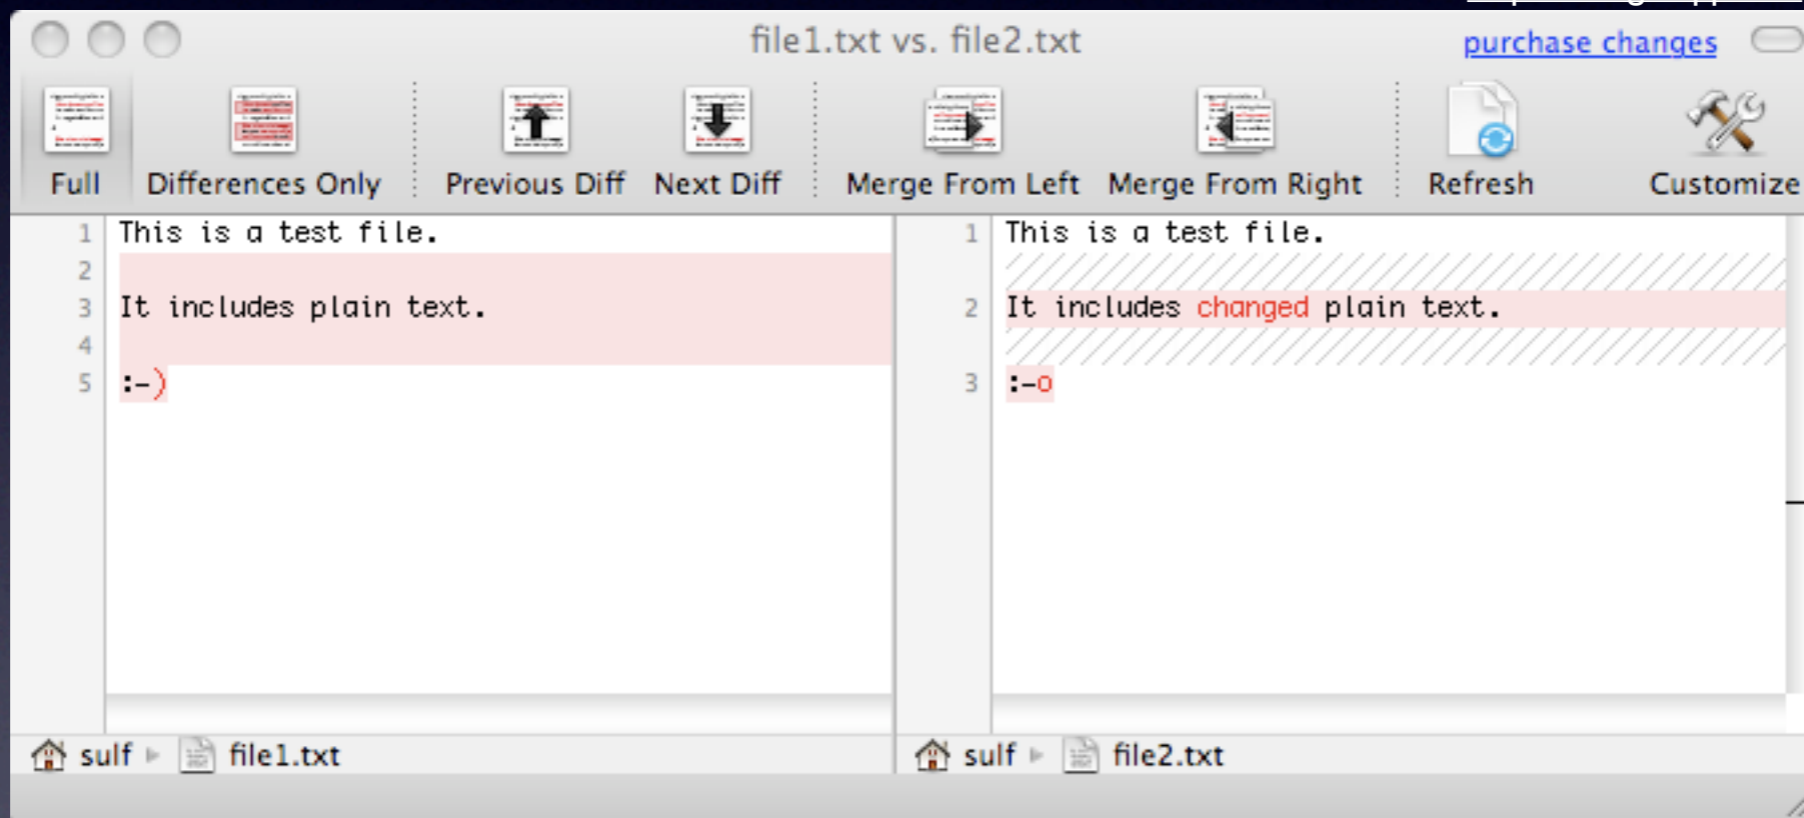 file1.txt vs. file2.txt
purchase changes
Full
Differences Only
Previous Diff
Next Diff
Merge From Left
Merge From Right
Refresh
Customize
1 This is a test file.
2
3 It includes plain text.
4
5 :-)
1 This is a test file.
2 It includes changed plain text.
3 :-o
sulf
file1.txt
sulf
file2.txt